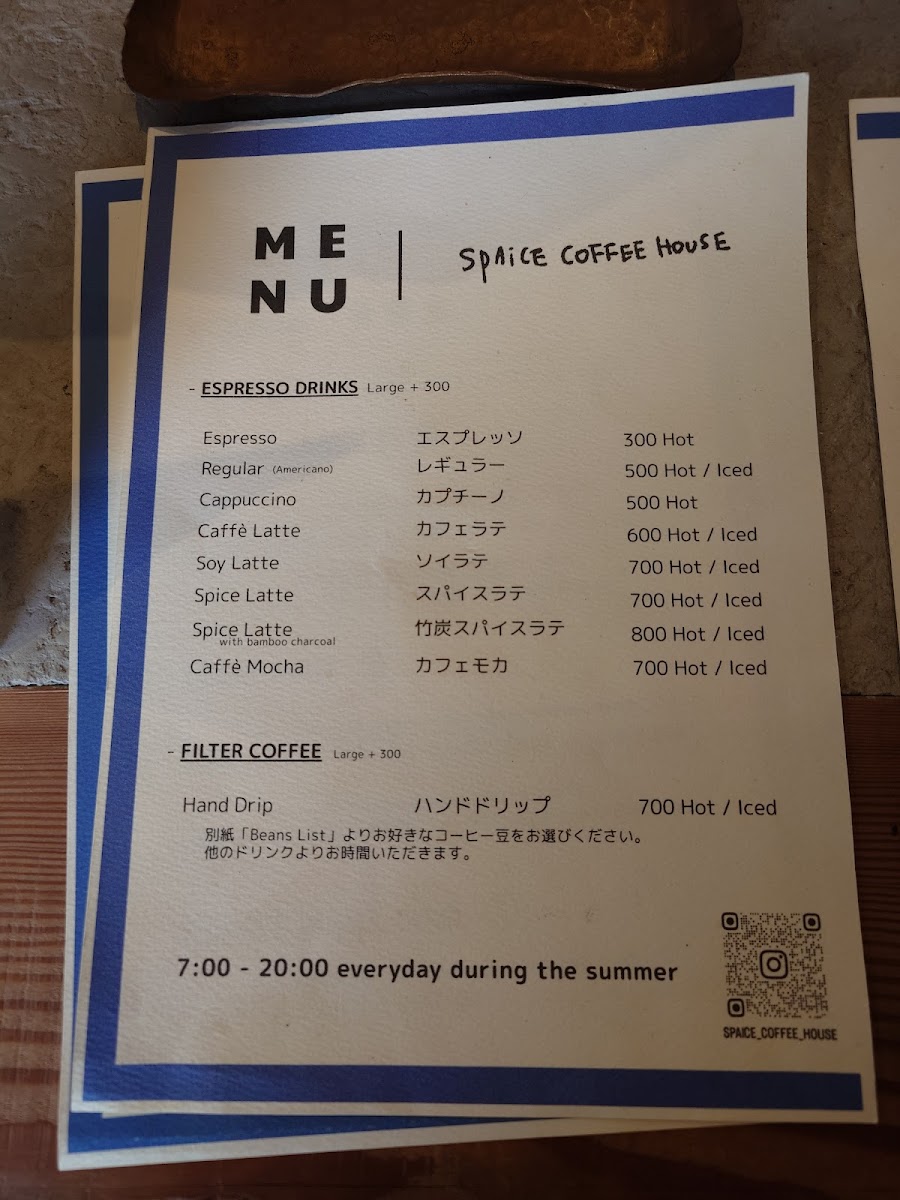 ME
NU
SPAiCE COFFEE HOUSE
- ESPRESSO DRINKS Large + 300
Espresso エスプレッソ 300 Hot
Regular (Americano) レギュラー 500 Hot / Iced
Cappuccino カプチーノ 500 Hot
Caffè Latte カフェラテ 600 Hot / Iced
Soy Latte ソイラテ 700 Hot / Iced
Spice Latte スパイスラテ 700 Hot / Iced
Spice Latte 竹炭スパイスラテ 800 Hot / Iced
with bamboo charcoal
Caffè Mocha カフェモカ 700 Hot / Iced
- FILTER COFFEE Large + 300
Hand Drip ハンドドリップ 700 Hot / Iced
別紙「Beans List」よりお好きなコーヒー豆をお選びください。
他のドリンクよりお時間いただきます。
7:00 - 20:00 everyday during the summer
SPAICE_COFFEE_HOUSE